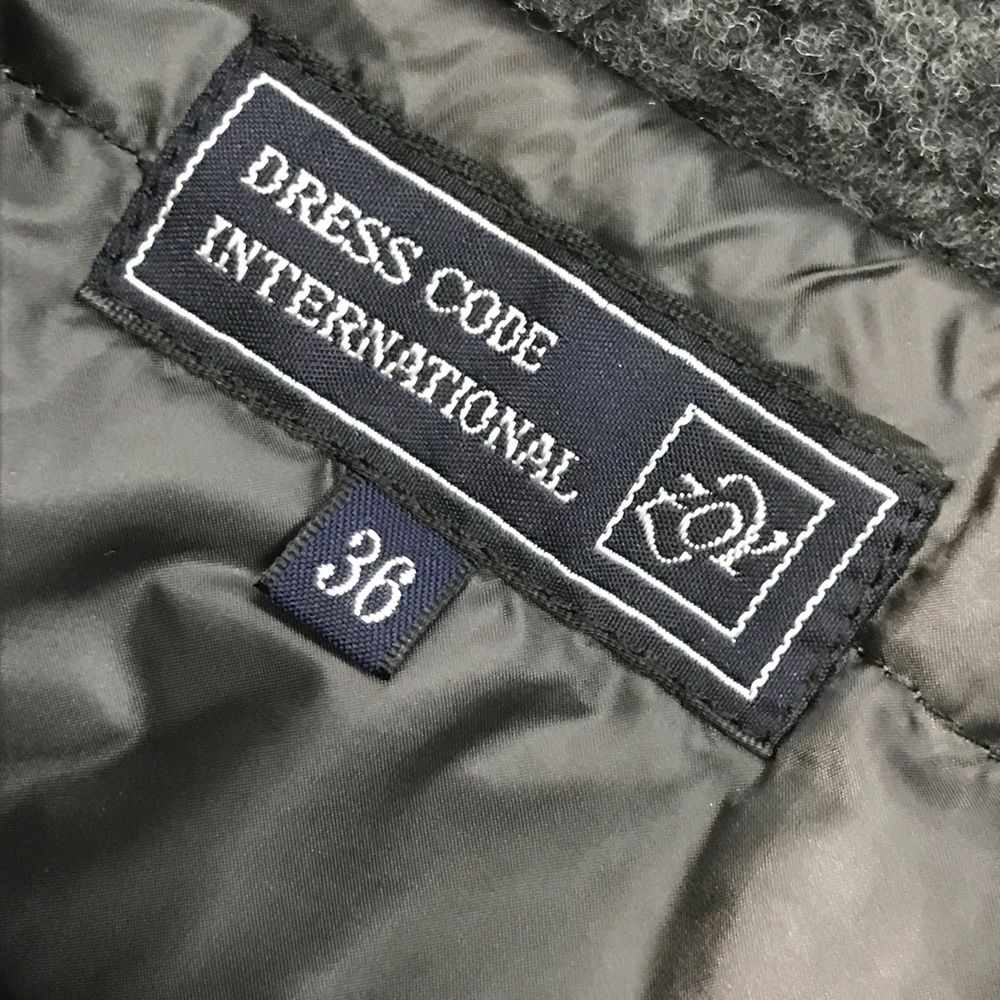 DRESS CODE
INTERNATIONAL
36